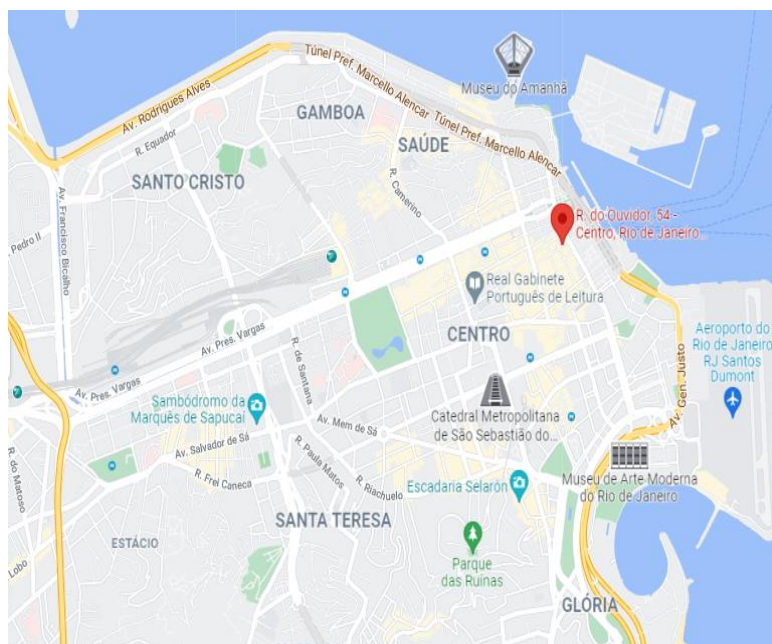 Museu do Amanhã
Túnel Pref. Marcello Alencar
Túnel Pref. Marcello Alencar
Av. Rodrigues Alves
GAMBOA
SAÚDE
R. Equador
SANTO CRISTO
R. Camerino
Av. Francisco Bicalho
Pedro II
R. do Ouvidor, 54 -
Centro, Rio de Janeiro...
Real Gabinete
Português de Leitura
CENTRO
Av. Pres. Vargas
Av. Pres. Vargas
R. de Santana
Aeroporto do
Rio de Janeiro
RJ Santos
Dumont
Av. Gen. Justo
Sambódromo da
Marquês de Sapucaí
Catedral Metropolitana
de São Sebastião do...
Av. Mem de Sá
Av. Salvador de Sá
R. do Matoso
R. Frei Caneca
R. Paula Matos
R. Riachuelo
Museu de Arte Moderna
do Rio de Janeiro
Escadaria Selarón
SANTA TERESA
ESTÁCIO
Lobo
Parque
das Ruinas
GLÓRIA